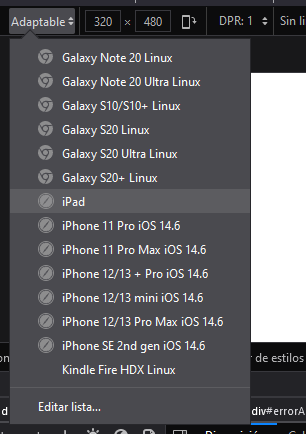 Adaptable 320 × 480 DPR: 1 Sin li
Galaxy Note 20 Linux
Galaxy Note 20 Ultra Linux
Galaxy S10/S10+ Linux
Galaxy S20 Linux
Galaxy S20 Ultra Linux
Galaxy S20+ Linux
iPad
iPhone 11 Pro iOS 14.6
iPhone 11 Pro Max iOS 14.6
iPhone 12/13 + Pro iOS 14.6
iPhone 12/13 mini iOS 14.6
iPhone 12/13 Pro Max iOS 14.6
iPhone SE 2nd gen iOS 14.6
Kindle Fire HDX Linux
r de estilos
Editar lista...
div#errorA